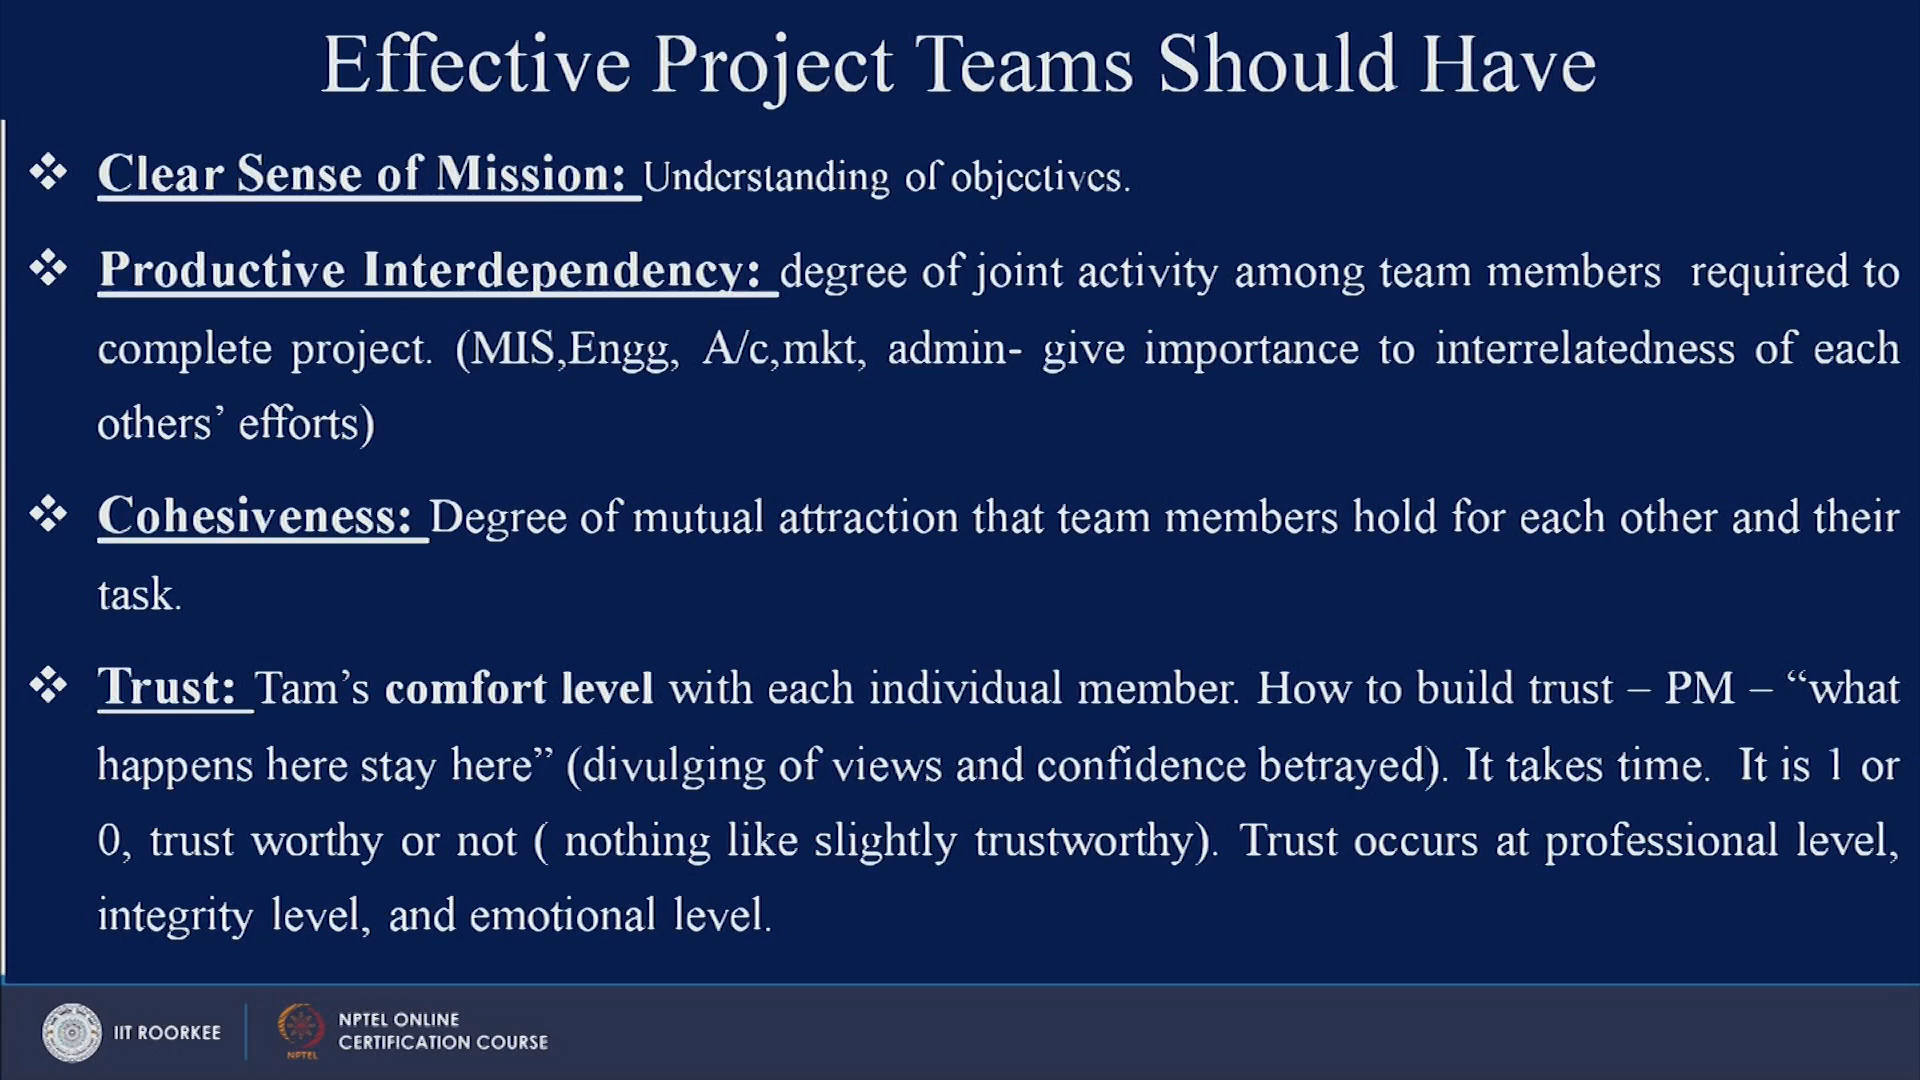 Effective Project Teams Should Have
❖ Clear Sense of Mission: Understanding of objectives.
❖ Productive Interdependency: degree of joint activity among team members required to
complete project. (MIS,Engg, A/c,mkt, admin- give importance to interrelatedness of each
others’ efforts)
❖ Cohesiveness: Degree of mutual attraction that team members hold for each other and their
task.
❖ Trust: Tam’s comfort level with each individual member. How to build trust – PM – “what
happens here stay here” (divulging of views and confidence betrayed). It takes time. It is 1 or
0, trust worthy or not ( nothing like slightly trustworthy). Trust occurs at professional level,
integrity level, and emotional level.
IIT ROORKEE
NPTEL
NPTEL ONLINE
CERTIFICATION COURSE